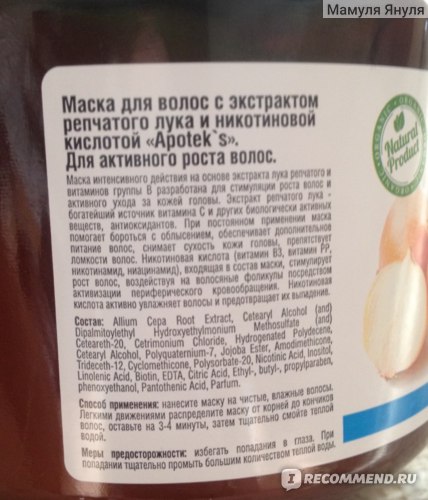 Мамуля Януля
Маска для волос с экстрактом
репчатого лука и никотиновой
кислотой «Apotek`s».
Для активного роста волос.
Маска интенсивного действия на основе экстракта лука репчатого и
витаминов группы В разработана для стимуляции роста волос и
активного ухода за кожей головы. Экстракт репчатого лука -
богатейший источник витамина С и других биологически активных
веществ, антиоксидантов. При постоянном применении маска
помогает бороться с облысением, обеспечивает дополнительное
питание волос, снимает сухость кожи головы, препятствует
ломкости волос. Никотиновая кислота (витамин В3, витамин РР,
никотинамид, ниацинамид), входящая в состав маски, стимулирует
рост волос, воздействуя на волосяные фолликулы посредством
активизации периферического кровообращения. Никотиновая
кислота активно увлажняет волосы и предотвращает их выпадение.
Состав: Allium Cepa Root Extract, Cetearyl Alcohol (and)
Dipalmitoylethyl Hydroxyethylmonium Methosulfate (and)
Ceteareth-20, Cetrimonium Chloride, Hydrogenated Polydecene,
Cetearyl Alcohol, Polyquaternium-7, Jojoba Ester, Amodimethicone,
Trideceth-12, Cyclomethicone, Polysorbate-20, Nicotinic Acid, Inositol,
Linolenic Acid, Biotin, EDTA, Citric Acid, Ethyl-, butyl-, propylparaben,
phenoxyethanol, Pantothenic Acid, Parfum.
Способ применения: нанесите маску на чистые, влажные волосы.
Легкими движениями распределите маску от корней до кончиков
волос, оставьте на 3-4 минуты, затем тщательно смойте теплой
водой.
Меры предосторожности: избегать попадания в глаза. При
попадании тщательно промыть большим количеством теплой воды.
ORGANIC
Natural
Product
IRECOMMEND.RU